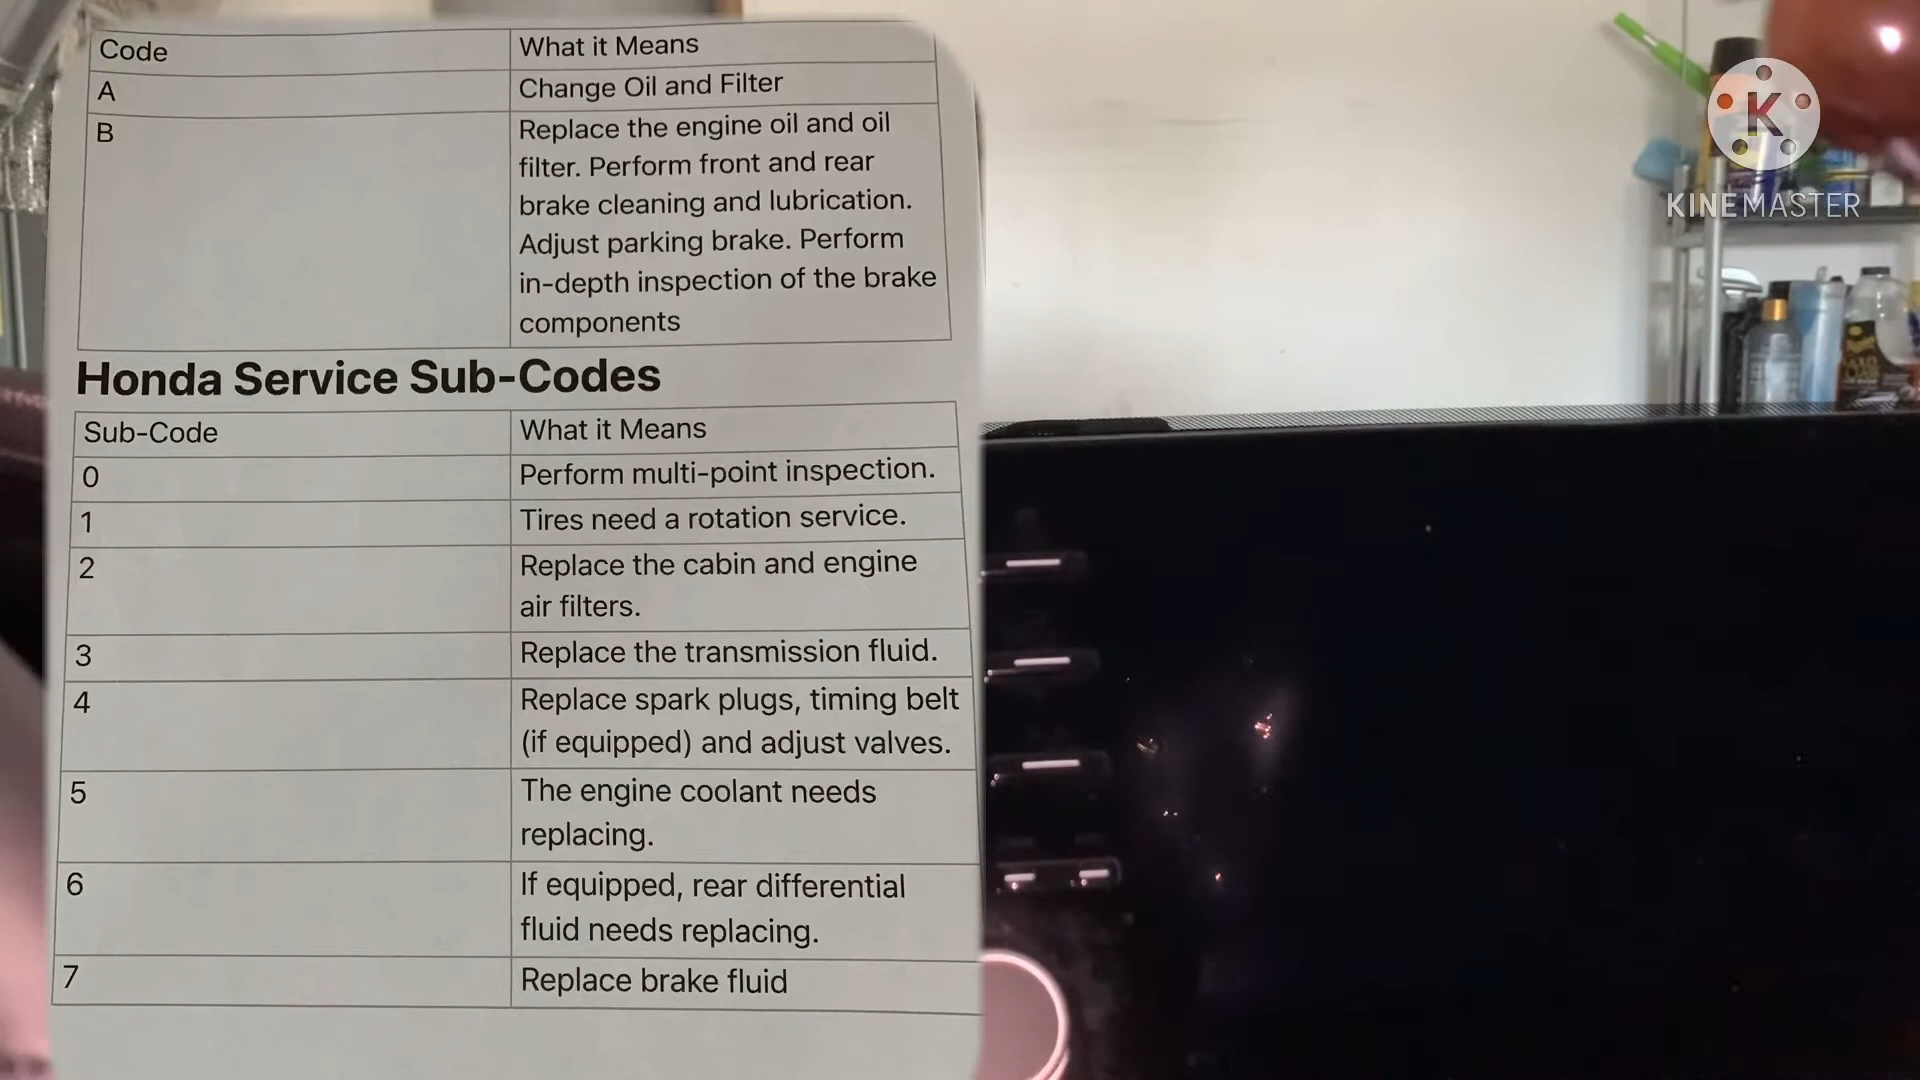 Code What it Means
A Change Oil and Filter
B Replace the engine oil and oil
filter. Perform front and rear
brake cleaning and lubrication.
Adjust parking brake. Perform
in-depth inspection of the brake
components
Honda Service Sub-Codes
Sub-Code What it Means
0 Perform multi-point inspection.
1 Tires need a rotation service.
2 Replace the cabin and engine
air filters.
3 Replace the transmission fluid.
4 Replace spark plugs, timing belt
(if equipped) and adjust valves.
5 The engine coolant needs
replacing.
6 If equipped, rear differential
fluid needs replacing.
7 Replace brake fluid
K
KINEMASTER